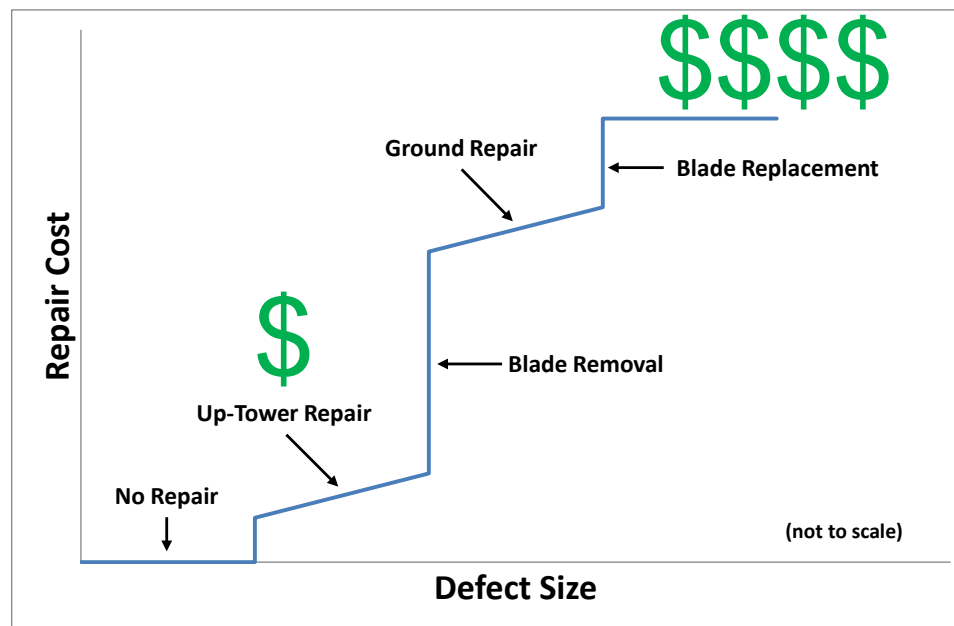 $$$$
Ground Repair
Blade Replacement
Repair Cost
$
Blade Removal
Up-Tower Repair
No Repair
(not to scale)
Defect Size